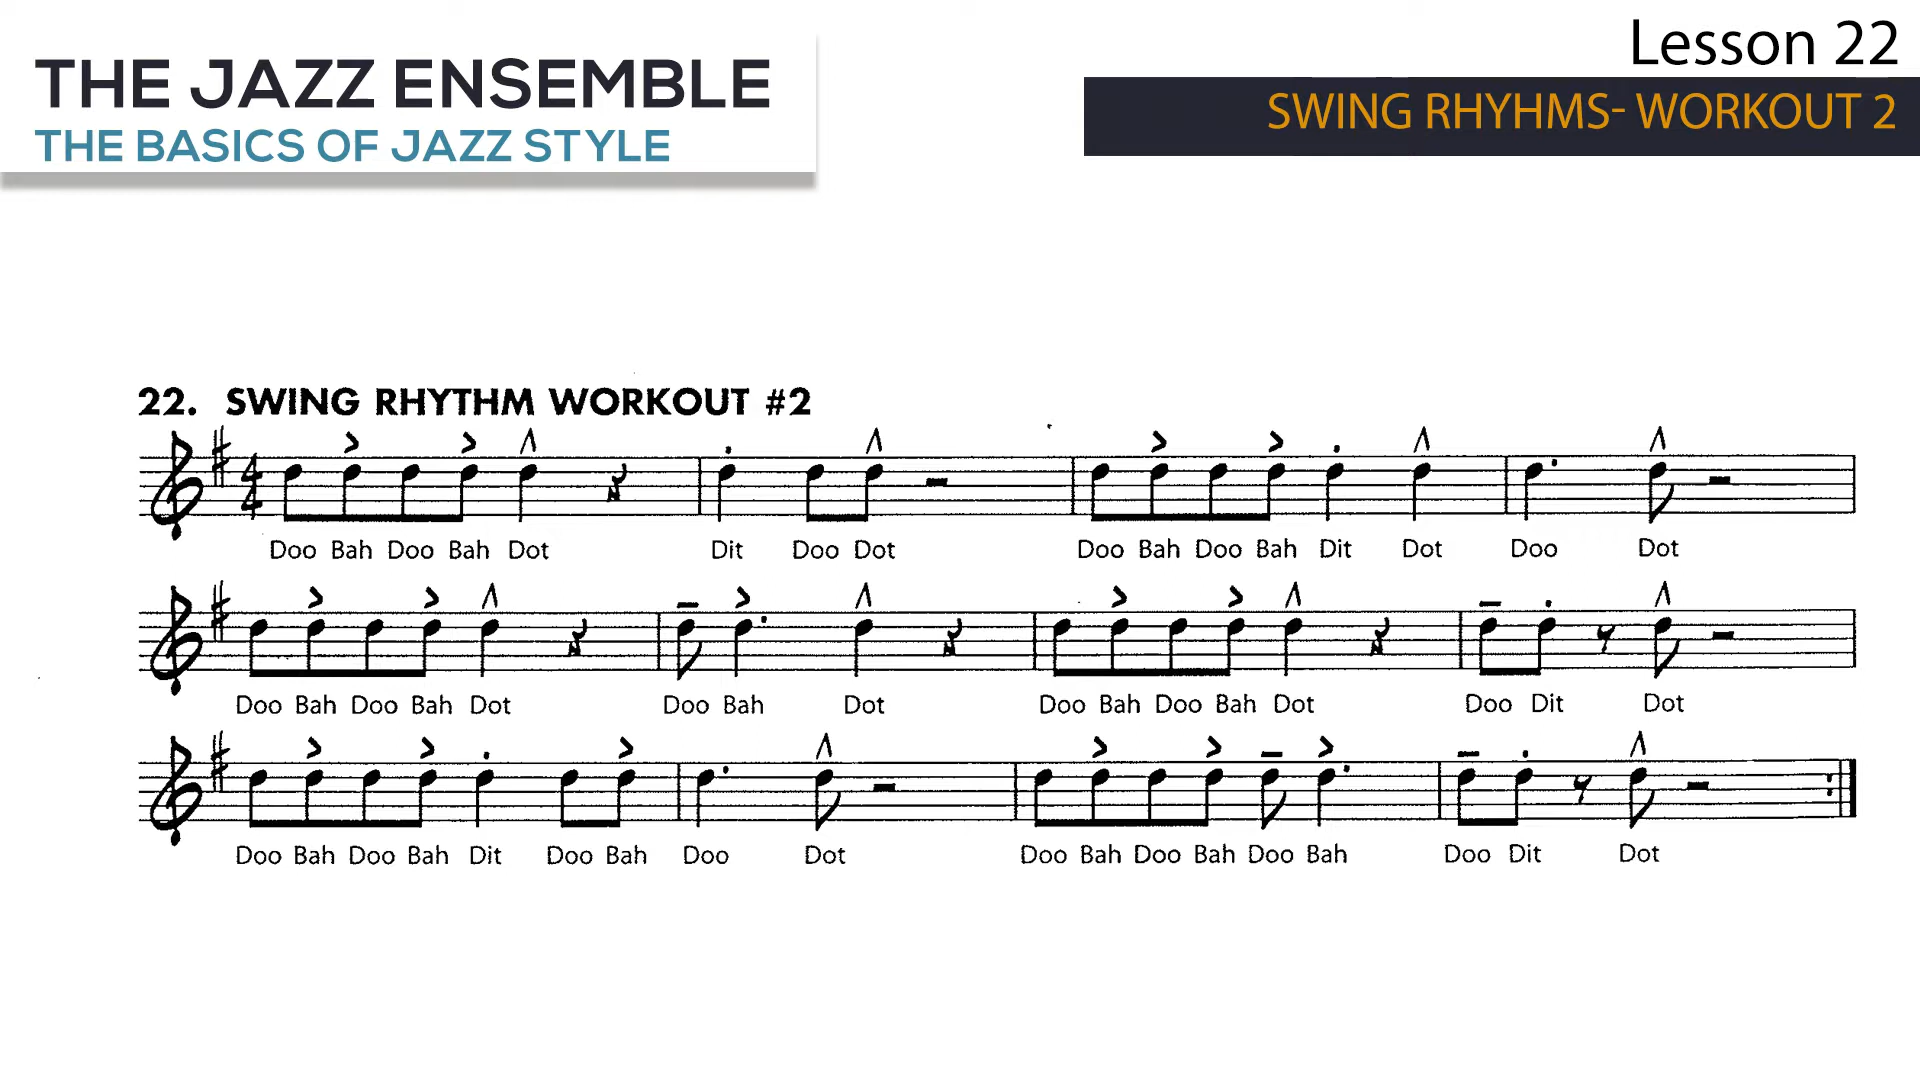 THE JAZZ ENSEMBLE
THE BASICS OF JAZZ STYLE
Lesson 22
SWING RHYHMS- WORKOUT 2
22. SWING RHYTHM WORKOUT #2
4
4
Doo Bah Doo Bah Dot Dit Doo Dot Doo Bah Doo Bah Dit Dot Doo Dot
Doo Bah Doo Bah Dot Doo Bah Dot Doo Bah Doo Bah Dot Doo Dit Dot
Doo Bah Doo Bah Dit Doo Bah Doo Dot Doo Bah Doo Bah Doo Bah Doo Dit Dot